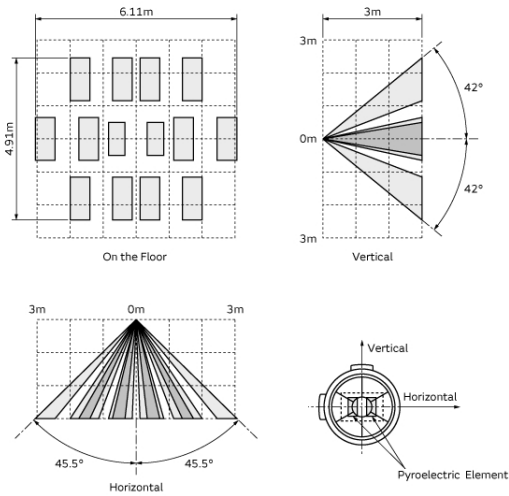 6.11m
4.91m
On the Floor
3m
3m
0m
3m
42°
42°
Vertical
3m
0m
3m
45.5°
45.5°
Horizontal
Vertical
Horizontal
Pyroelectric Element